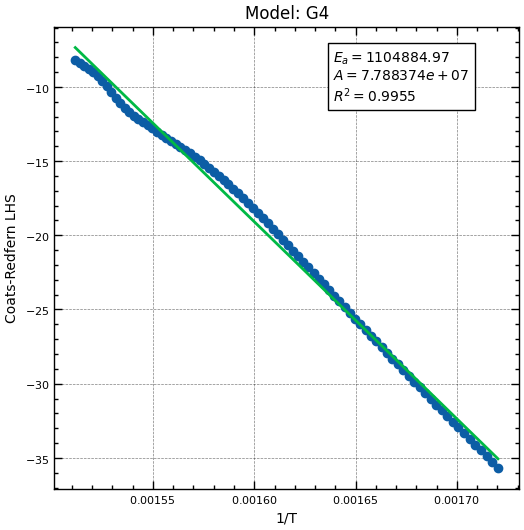 Model: G4
E_a = 1104884.97
A = 7.788374e + 07
R^2 = 0.9955
Coats-Redfern LHS
−10
−15
−20
−25
−30
−35
0.00155 0.00160 0.00165 0.00170
1/T